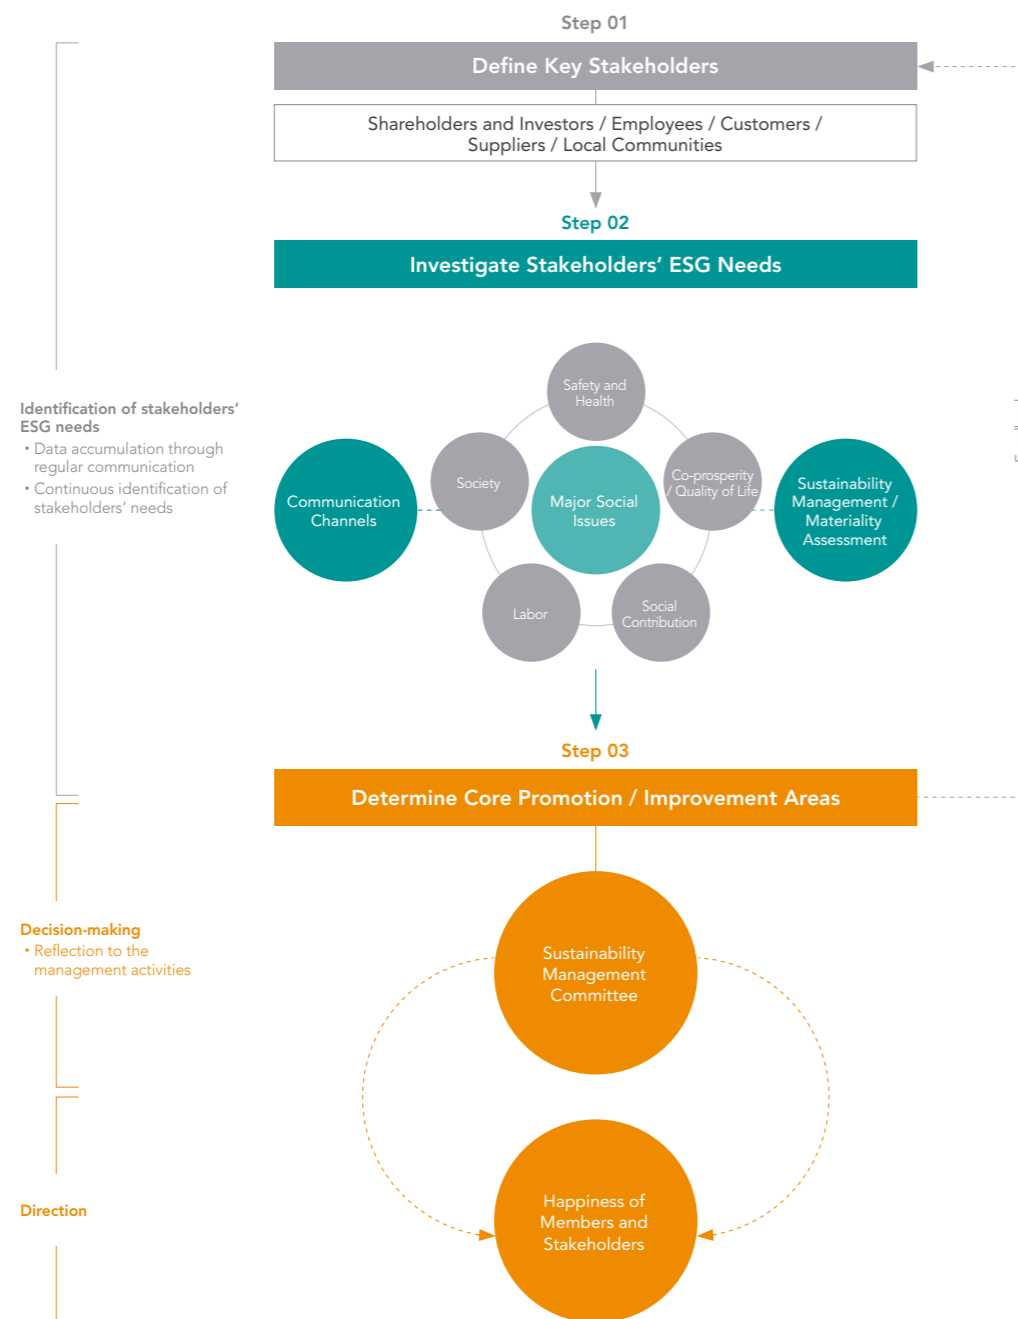 Step 01
Define Key Stakeholders
Shareholders and Investors / Employees / Customers /
Suppliers / Local Communities
Step 02
Investigate Stakeholders’ ESG Needs
Identification of stakeholders’
ESG needs
• Data accumulation through
regular communication
• Continuous identification of
stakeholders’ needs
Communication
Channels
Safety and
Health
Society
Major Social
Issues
Co-prosperity
/ Quality of Life
Labor
Social
Contribution
Sustainability
Management /
Materiality
Assessment
Step 03
Determine Core Promotion / Improvement Areas
Decision-making
• Reflection to the
management activities
Sustainability
Management
Committee
Direction
Happiness of
Members and
Stakeholders